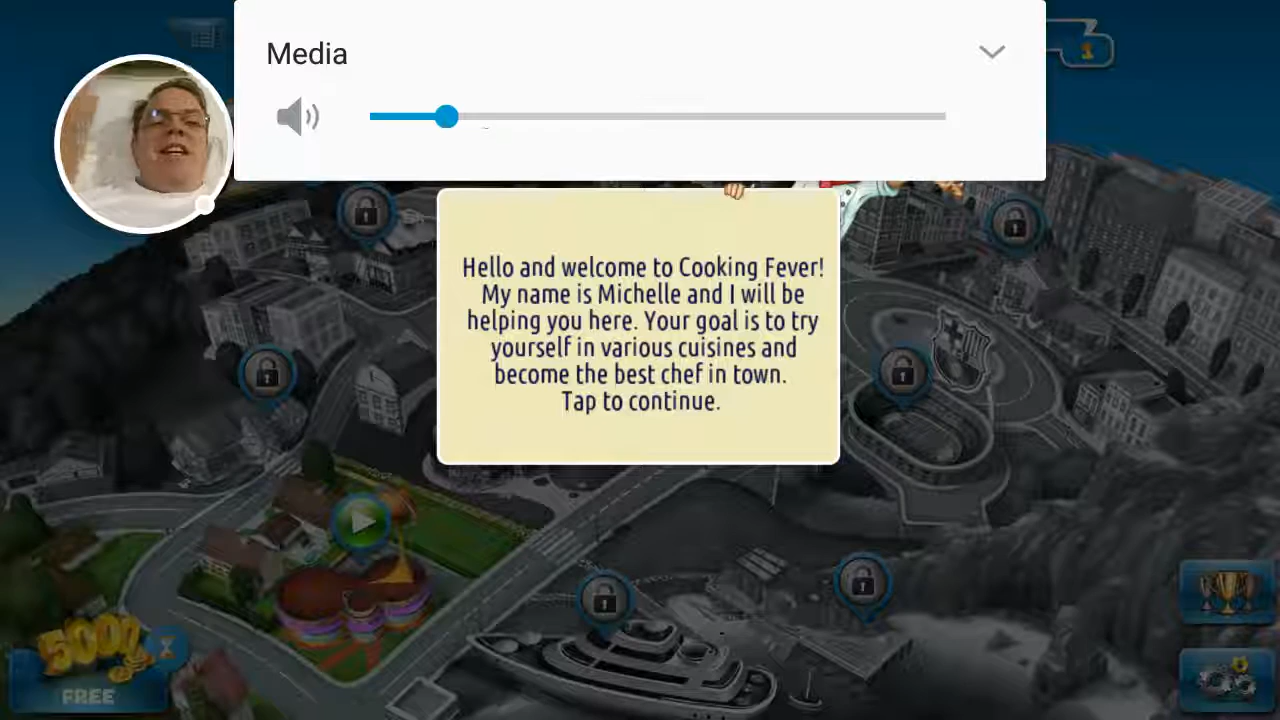 Media
1
Hello and welcome to Cooking Fever!
My name is Michelle and I will be
helping you here. Your goal is to try
yourself in various cuisines and
become the best chef in town.
Tap to continue.
5000
FREE